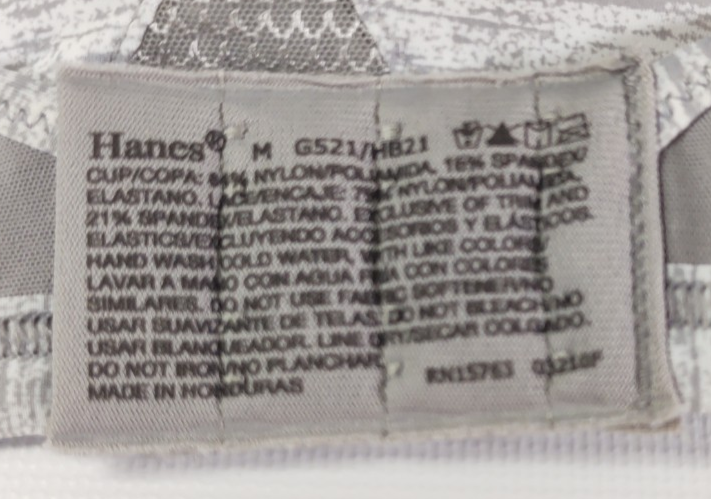 Hanes® M G521/HB21
CUP/COPA: 84% NYLON/POLIAMIDA, 16% SPANDEX/
ELASTANO. LACE/ENCAJE: NYLON/POLIAMIDA,
21% SPANDEX/ELASTANO. EXCLUSIVE OF TRIM AND
ELASTICS/EXCLUYENDO ACCESORIOS Y ELÁSTICOS.
HAND WASH COLD WATER, WITH LIKE COLORS/
LAVAR A MANO CON AGUA FRIA CON COLORES
SIMILARES. DO NOT USE FABRIC SOFTENER/NO
USAR SUAVIZANTE DE TELAS. DO NOT BLEACH/NO
USAR BLANQUEADOR. LINE DRY/SECAR COLGADO.
DO NOT IRON/NO PLANCHAR.
RN15763
MADE IN HONDURAS